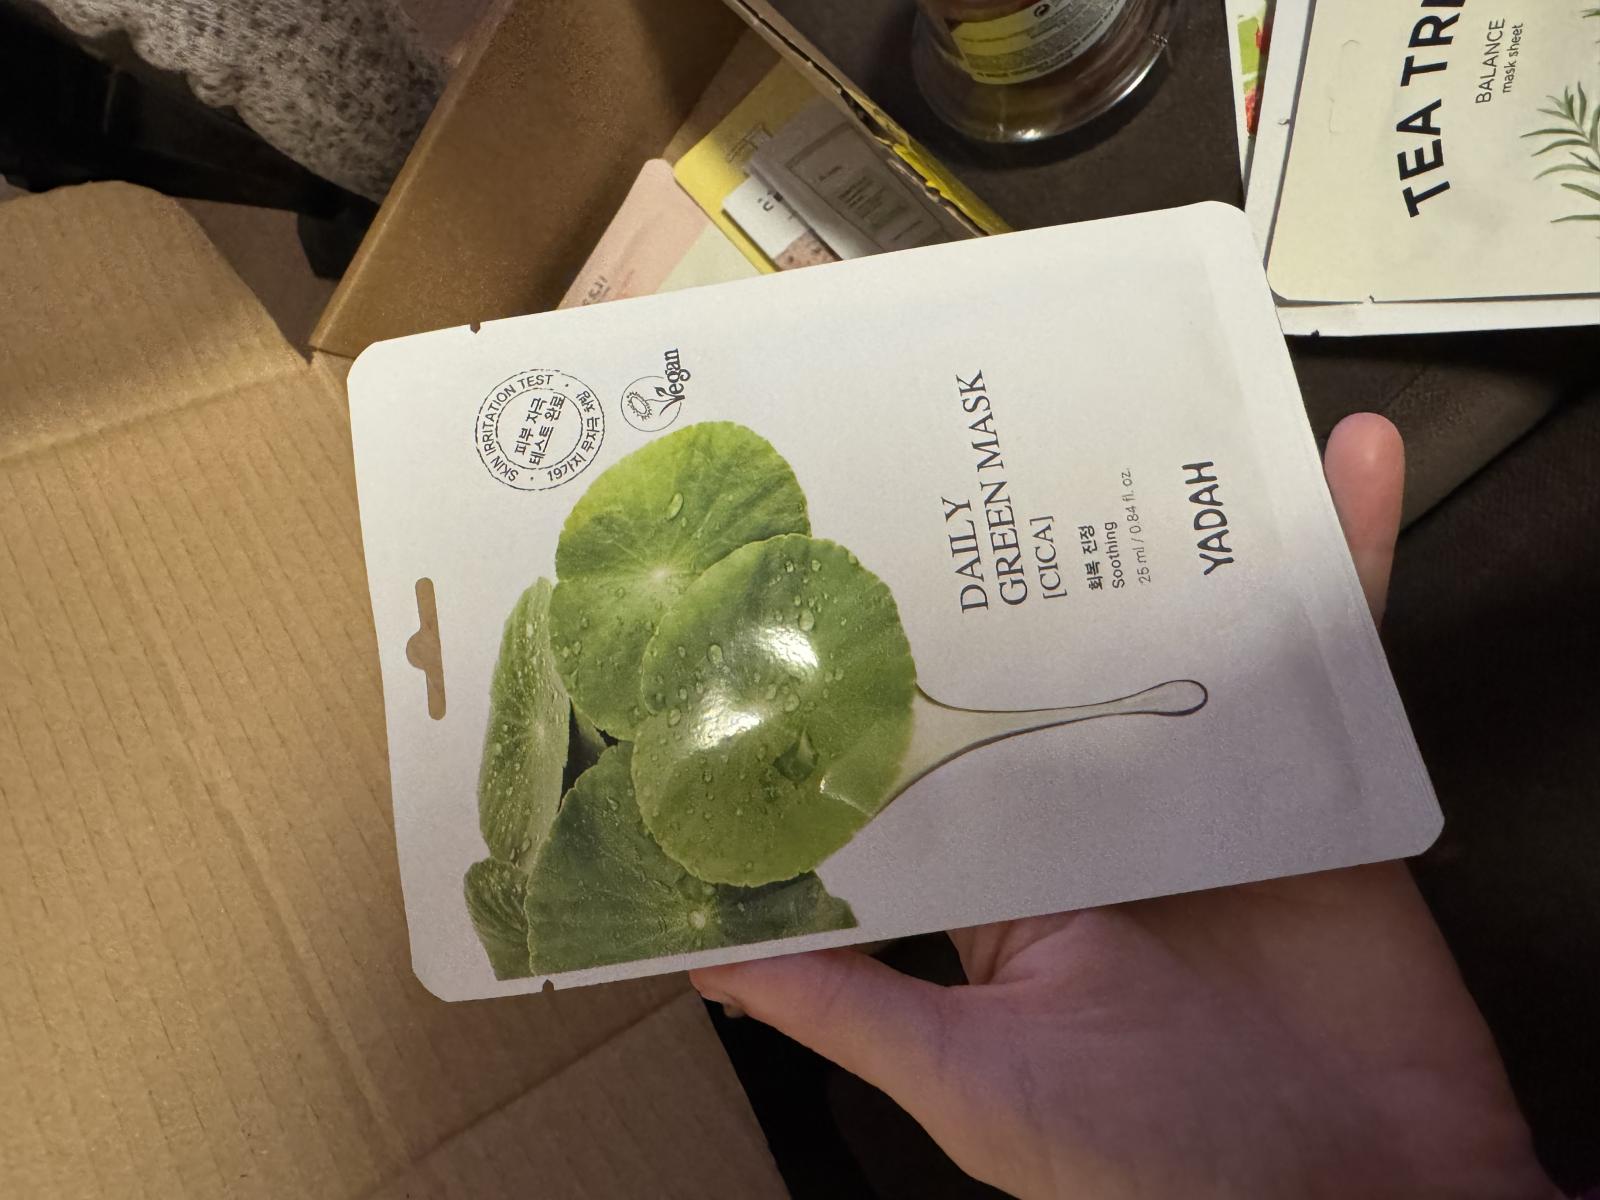 SKIN IRRITATION TEST
피부 자극
테스트 완료
19가지 무자극 처방
Vegan
DAILY
GREEN MASK
[CICA]
회복 진정
Soothing
25 ml / 0.84 fl. oz.
YADAH
TEA
BALANCE
mask sheet